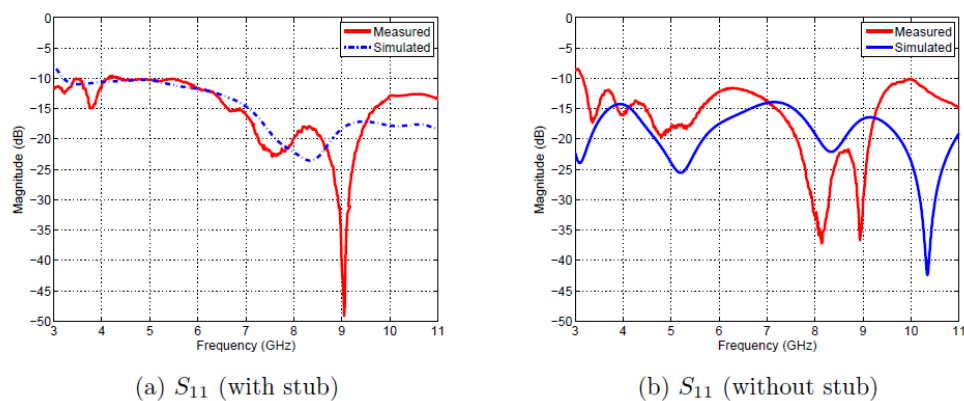 0
−5
−10
−15
−20
−25
−30
−35
−40
−45
−50
Magnitude (dB)
3 4 5 6 7 8 9 10 11
Frequency (GHz)
Measured
Simulated
(a) S11 (with stub)
0
−5
−10
−15
−20
−25
−30
−35
−40
−45
−50
Magnitude (dB)
3 4 5 6 7 8 9 10 11
Frequency (GHz)
Measured
Simulated
(b) S11 (without stub)